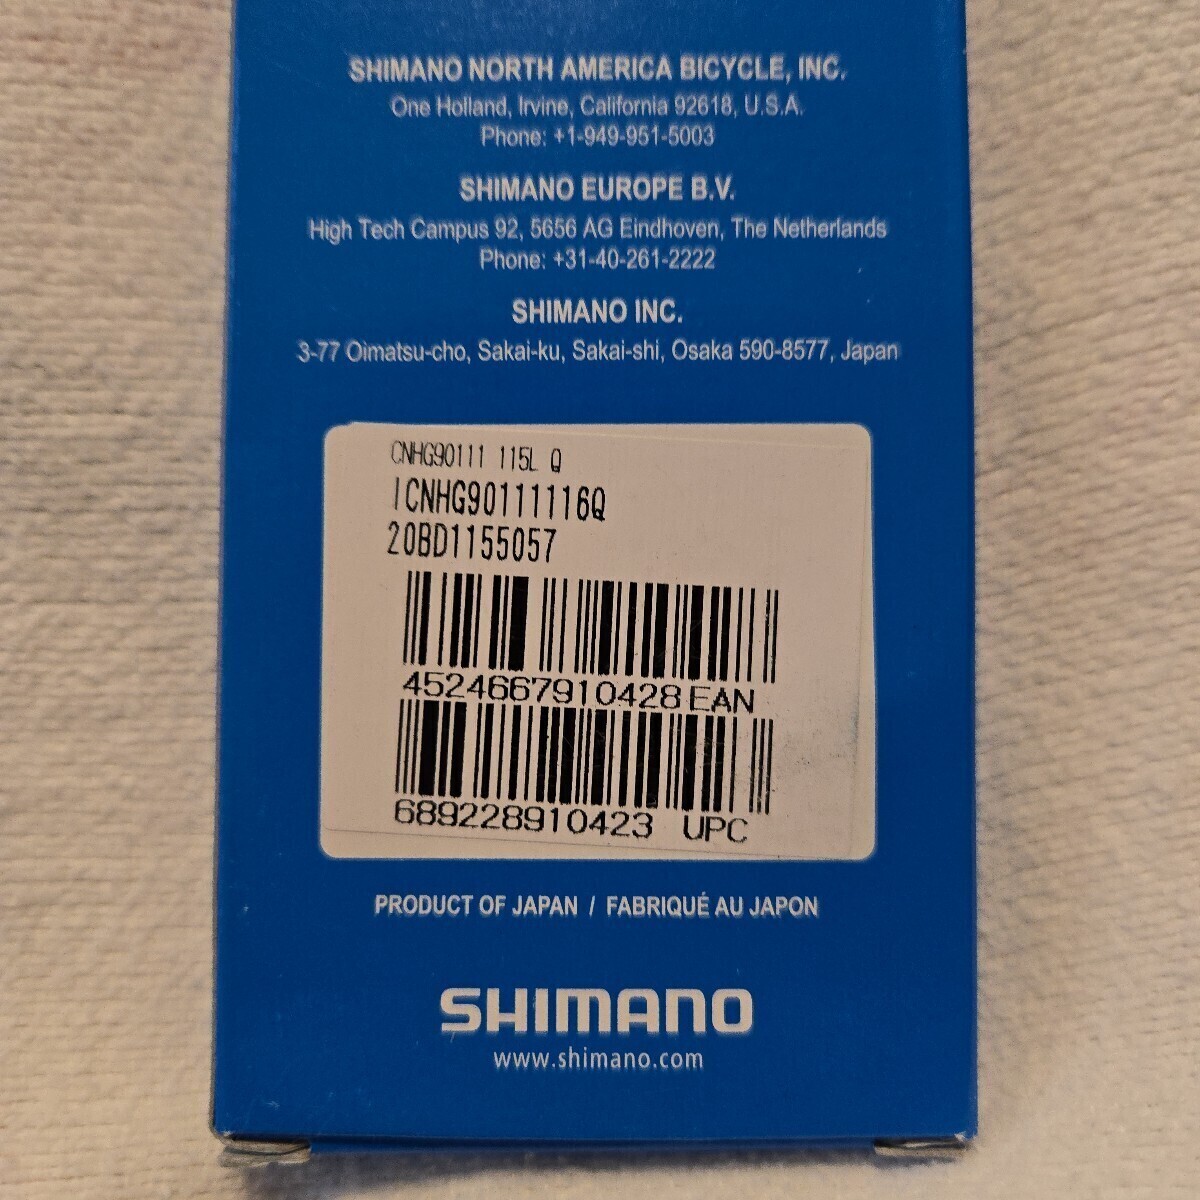 SHIMANO NORTH AMERICA BICYCLE, INC.
One Holland, Irvine, California 92618, U.S.A.
Phone: +1-949-951-5003
SHIMANO EUROPE B.V.
High Tech Campus 92, 5656 AG Eindhoven, The Netherlands
Phone: +31-40-261-2222
SHIMANO INC.
3-77 Oimatsu-cho, Sakai-ku, Sakai-shi, Osaka 590-8577, Japan
CNHG90111 115L Q
ICNHG90111116Q
20BD1155057
4524667910428 EAN
689228910423 UPC
PRODUCT OF JAPAN / FABRIQUÉ AU JAPON
SHIMANO
www.shimano.com